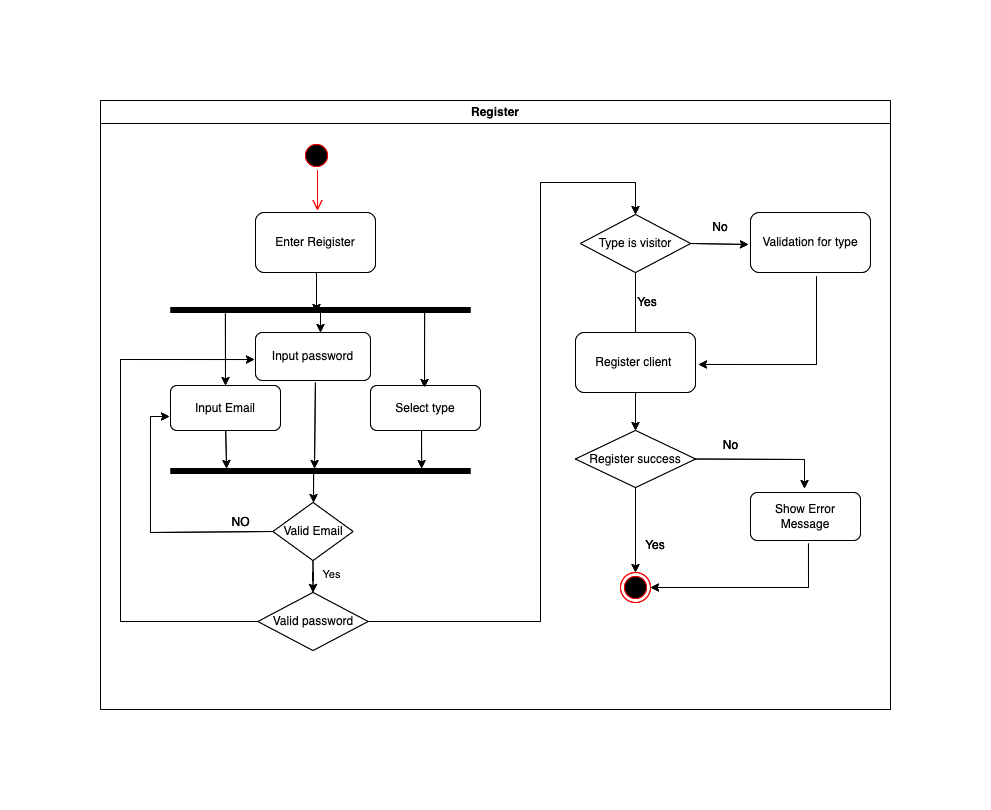 Register
Enter Reigister
Input password
Input Email
Select type
NO
Valid Email
Yes
Valid password
Type is visitor
No
Validation for type
Yes
Register client
Register success
No
Show Error
Message
Yes